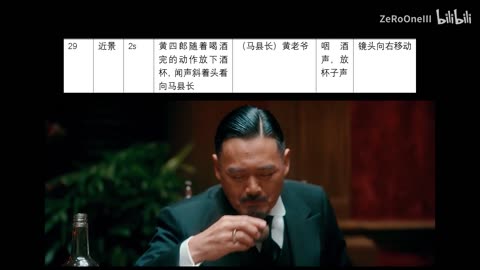 ZeRoOneIII bilibili
29 近景 2s 黄四郎随着喝酒 (马县长) 黄老爷 咽 酒 镜头向右移动
完的动作放下酒 声，放
杯，闻声斜着头看 杯子声
向马县长